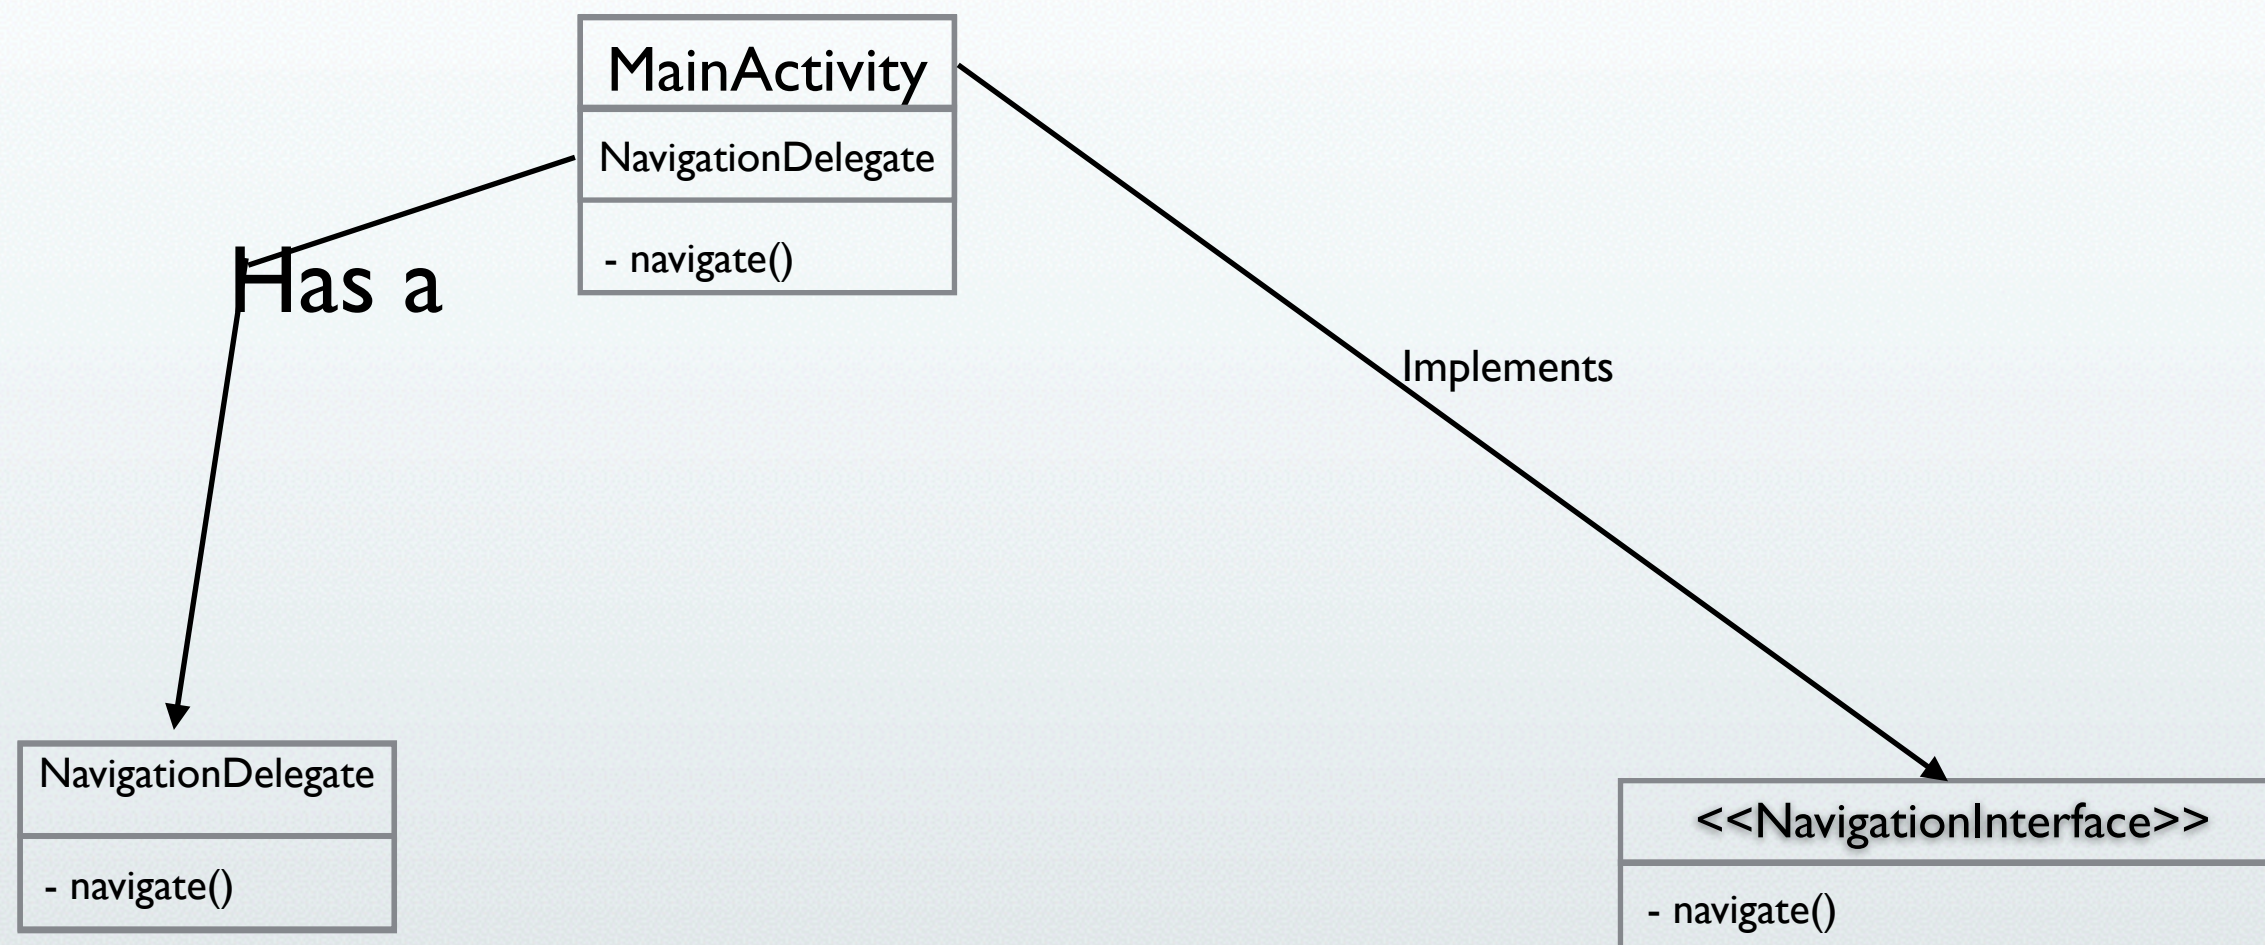 MainActivity
NavigationDelegate
- navigate()
Has a
Implements
NavigationDelegate
- navigate()
<<NavigationInterface>>
- navigate()